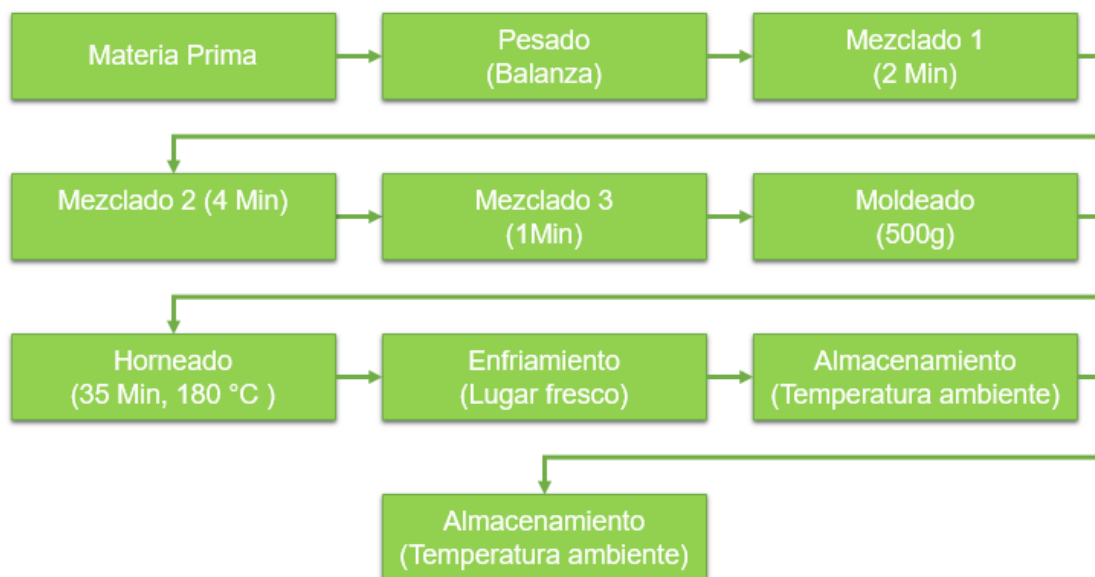 Materia Prima
Pesado
(Balanza)
Mezclado 1
(2 Min)
Mezclado 2 (4 Min)
Mezclado 3
(1Min)
Moldeado
(500g)
Horneado
(35 Min, 180 °C )
Enfriamiento
(Lugar fresco)
Almacenamiento
(Temperatura ambiente)
Almacenamiento
(Temperatura ambiente)